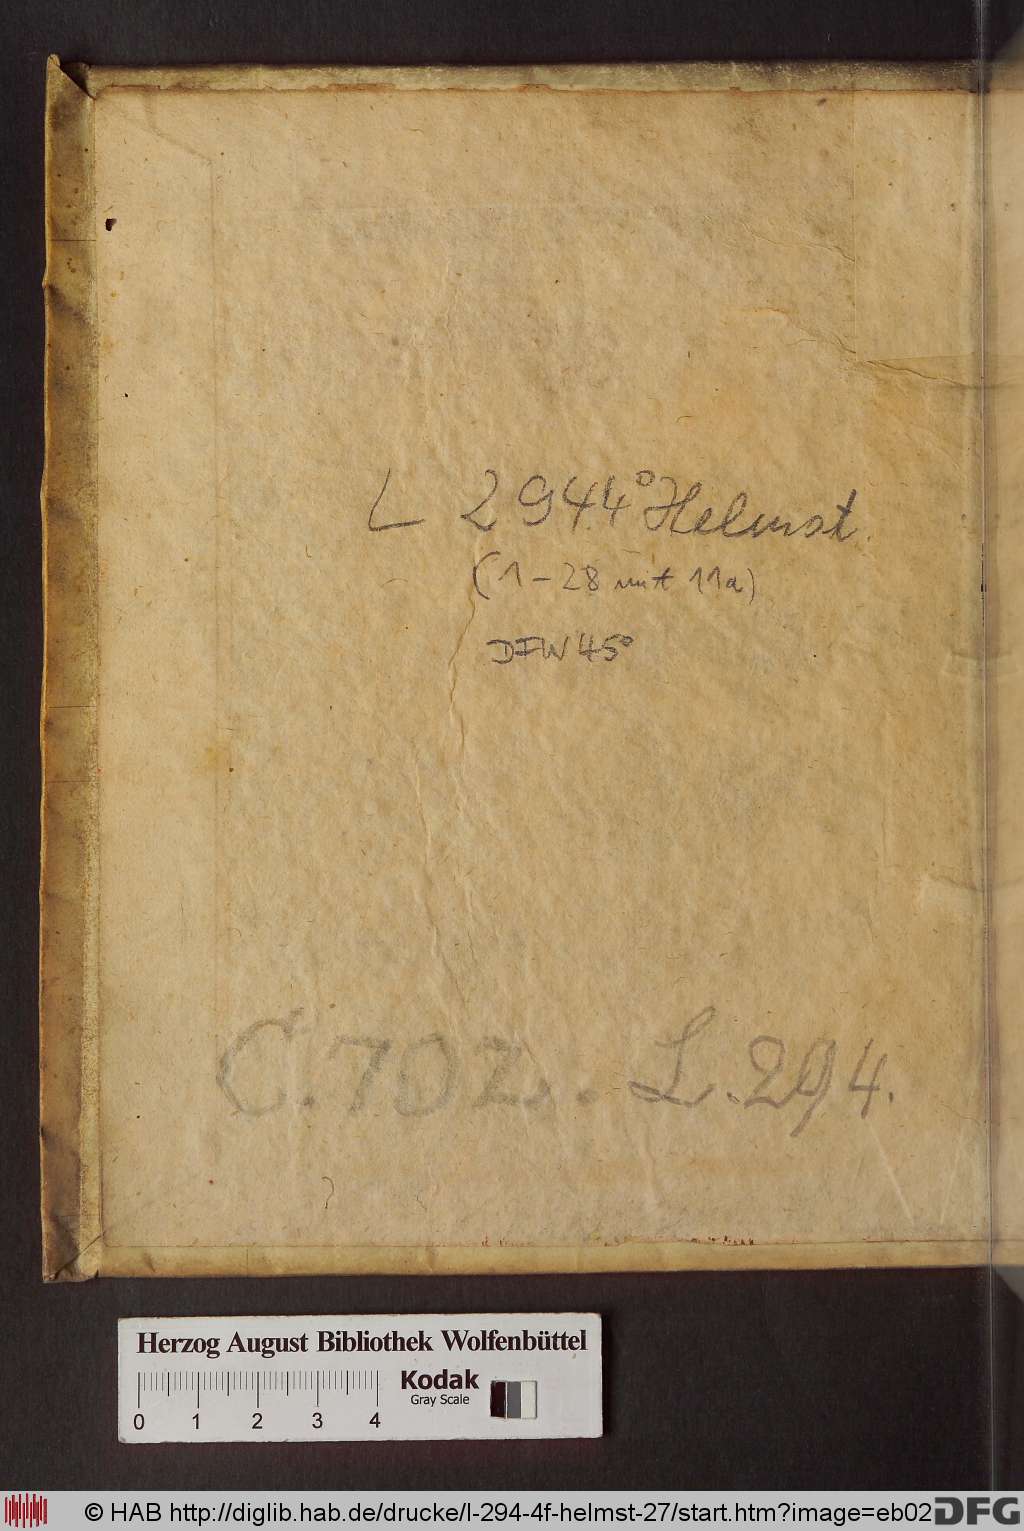 L 294 4° Helmst.
(1-28 mit 11a)
DFW 45°
C. 702. L. 294.
Herzog August Bibliothek Wolfenbüttel
Kodak
Gray Scale
0 1 2 3 4
© HAB http://diglib.hab.de/drucke/l-294-4f-helmst-27/start.htm?image=eb02
DFG